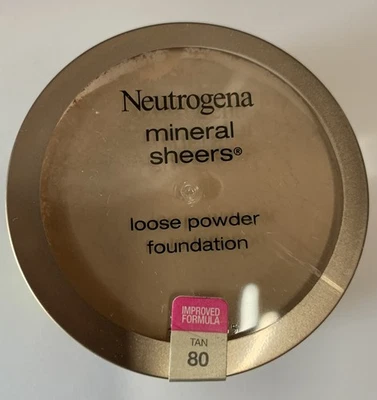 Neutrogena
mineral
sheers®
loose powder
foundation
IMPROVED
FORMULA
TAN
80